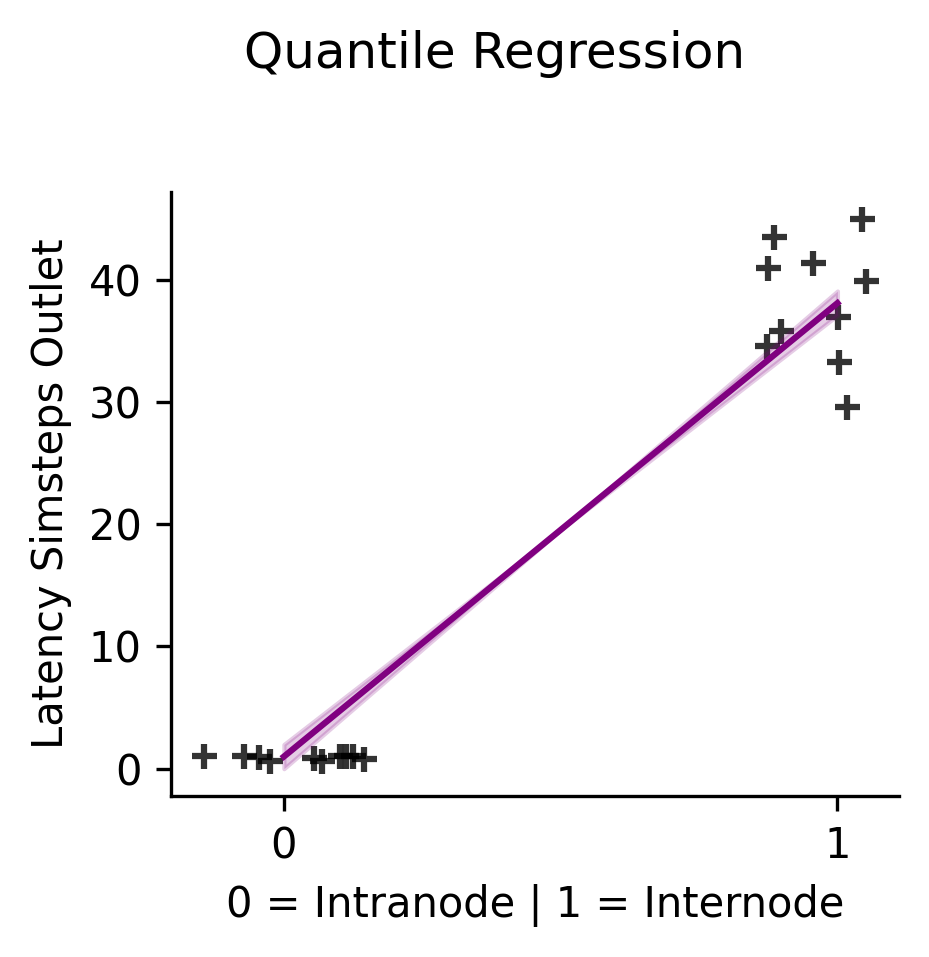 Quantile Regression
Latency Simsteps Outlet
40
30
20
10
0
0
1
0 = Intranode | 1 = Internode